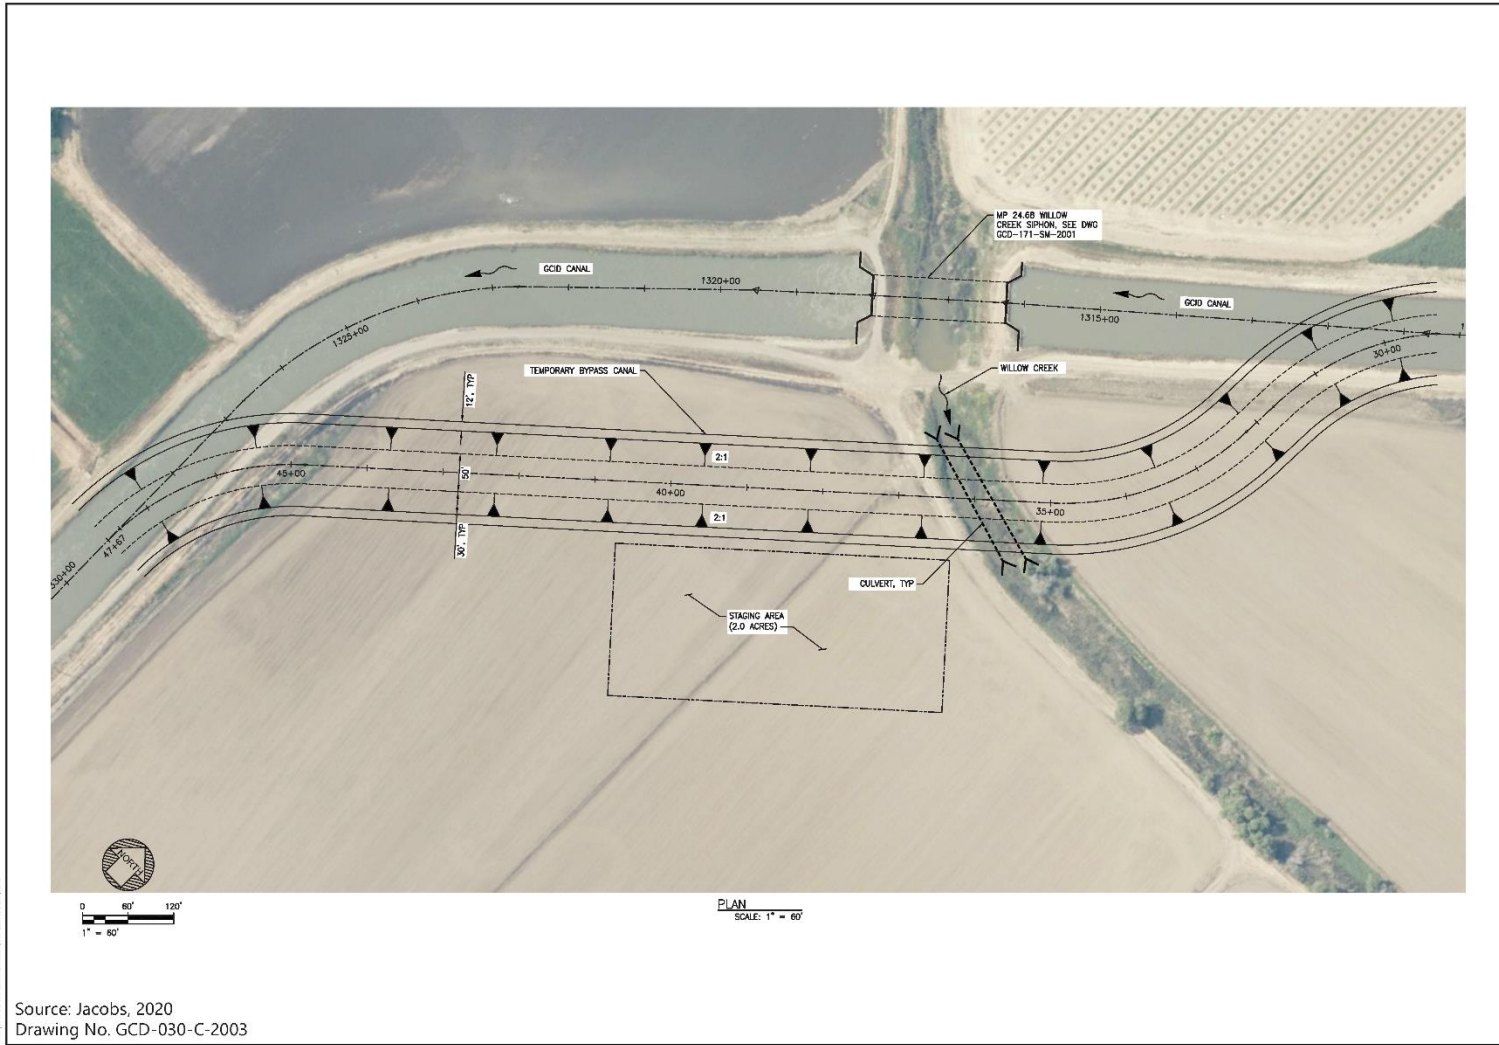 MP 24.68 WILLOW
CREEK SIPHON, SEE DWG
GCD-171-SM-2001
GCID CANAL
1320+00
GCID CANAL
1315+00
1325+00
30+00
TEMPORARY BYPASS CANAL
WILLOW CREEK
12', TYP
2:1
45+00
50'
40+00
35+00
2:1
47+67
30', TYP
CULVERT, TYP
STAGING AREA
(2.0 ACRES)
NORTH
0 60' 120'
1" = 60'
PLAN
SCALE: 1" = 60'
Source: Jacobs, 2020
Drawing No. GCD-030-C-2003